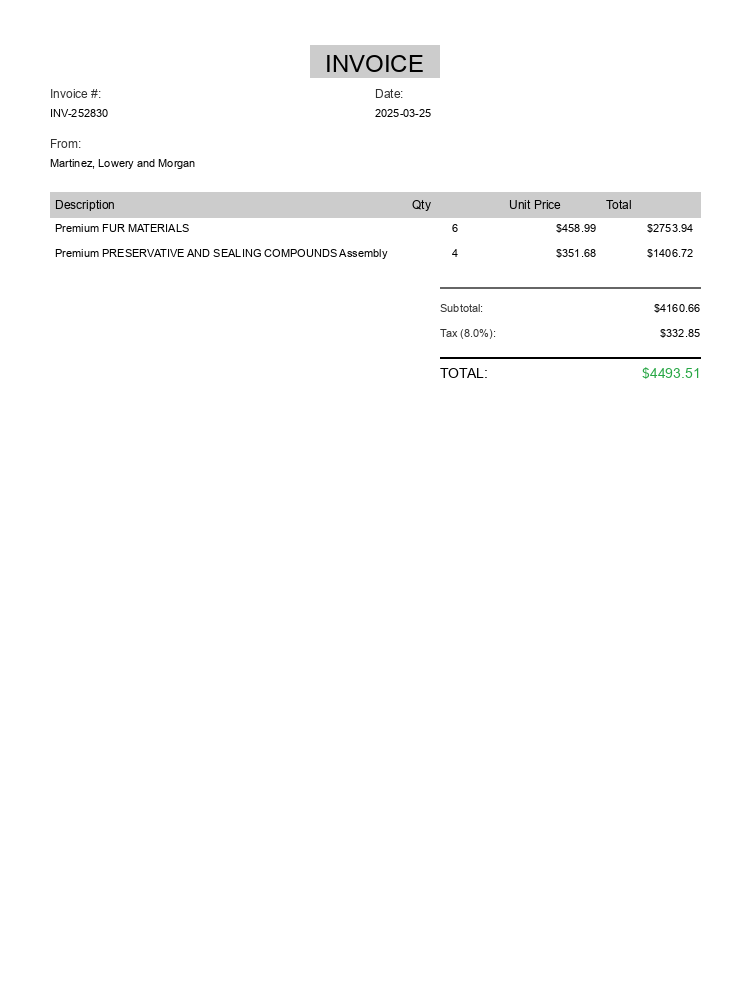 INVOICE
Invoice #: Date:
INV-252830 2025-03-25
From:
Martinez, Lowery and Morgan
Description Qty Unit Price Total
Premium FUR MATERIALS 6 $458.99 $2753.94
Premium PRESERVATIVE AND SEALING COMPOUNDS Assembly 4 $351.68 $1406.72
Subtotal: $4160.66
Tax (8.0%): $332.85
TOTAL: $4493.51